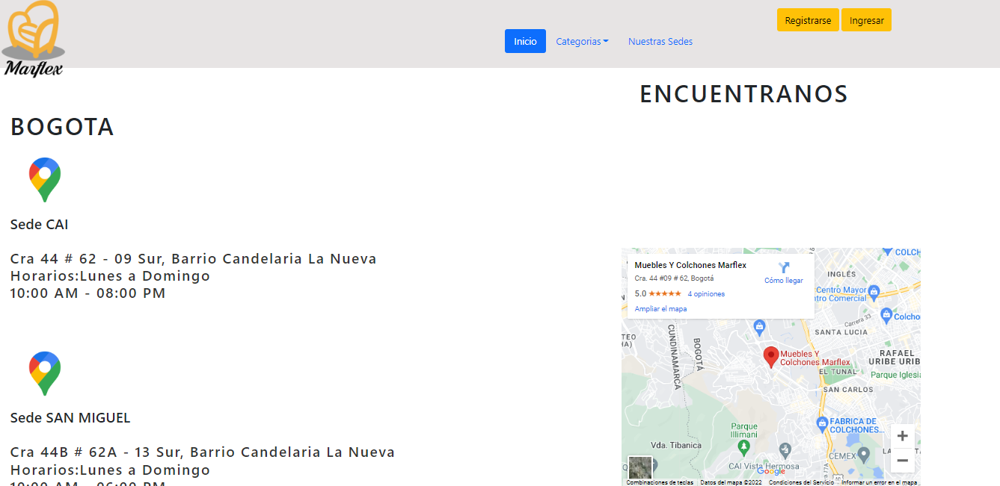 Marflex
Registrarse
Ingresar
Inicio
Categorias
Nuestras Sedes
ENCUENTRANOS
BOGOTA
Sede CAI
Cra 44 # 62 - 09 Sur, Barrio Candelaria La Nueva
Horarios:Lunes a Domingo
10:00 AM - 08:00 PM
Sede SAN MIGUEL
Cra 44B # 62A - 13 Sur, Barrio Candelaria La Nueva
Horarios:Lunes a Domingo
10:00 AM - 06:00 PM
Muebles Y Colchones Marflex
Cra. 44 #09 # 62, Bogotá
Cómo llegar
5.0 ★★★★★ 4 opiniones
Ampliar el mapa
COLCH
INGLÉS
Centro Mayor
ntro Comercial
Carrera 33
Colcho
SANTA LUCIA
TEO
HA)
CUNDINAMARCA
BOGOTÁ
Muebles Y
Colchones Marflex
RAFAEL
URIBE URIB
EL TUNAL
Parque Iglesia
SAN CARLOS
FABRICA DE
COLCHONES...
Parque
Illimani
Vda. Tibanica
CEMEX
CAI Vista Hermosa
Google
+
−
Combinaciones de teclas
Datos del mapa ©2022
Condiciones del Servicio
Informar un error en el mapa